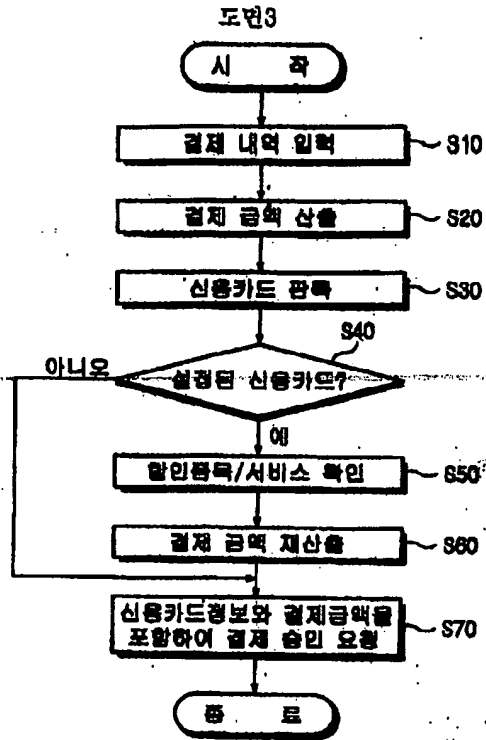 도면3
시 작
결제 내역 입력
S10
결제 금액 산출
S20
신용카드 판독
S30
S40
설정된 신용카드?
아니오
예
할인품목/서비스 확인
S50
결제 금액 재산출
S60
신용카드정보와 결제금액을
포함하여 결제 승인 요청
S70
종 료